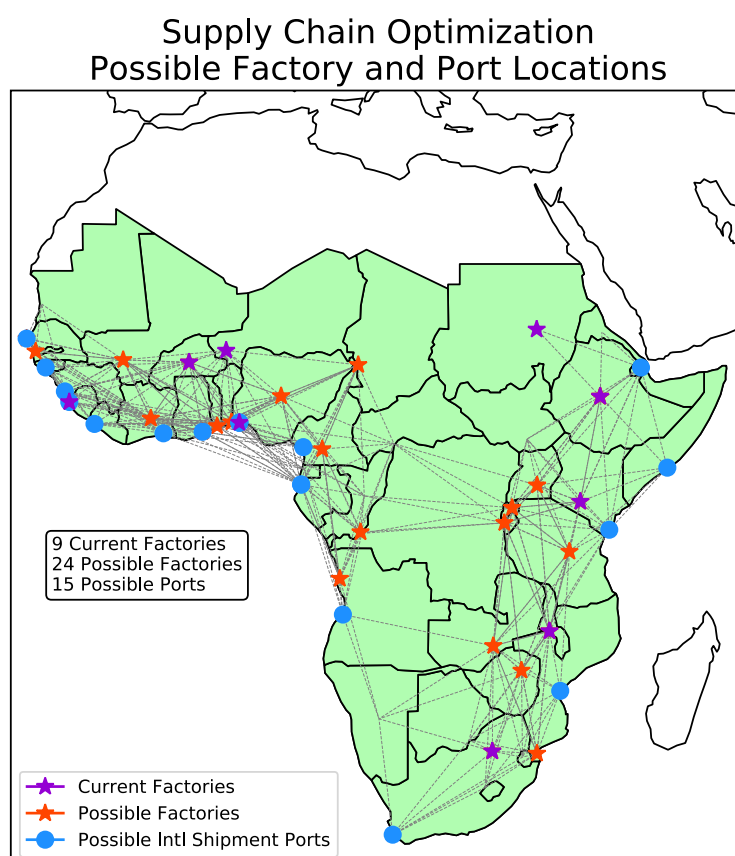 Supply Chain Optimization
Possible Factory and Port Locations
9 Current Factories
24 Possible Factories
15 Possible Ports
Current Factories
Possible Factories
Possible Intl Shipment Ports